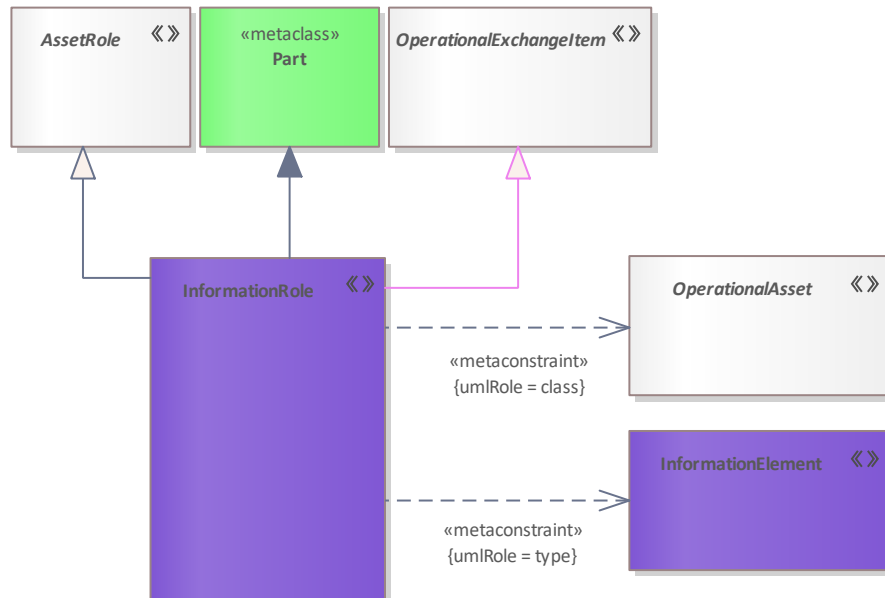 AssetRole
«metaclass»
Part
OperationalExchangeItem
InformationRole
OperationalAsset
«metaconstraint»
{umlRole = class}
InformationElement
«metaconstraint»
{umlRole = type}